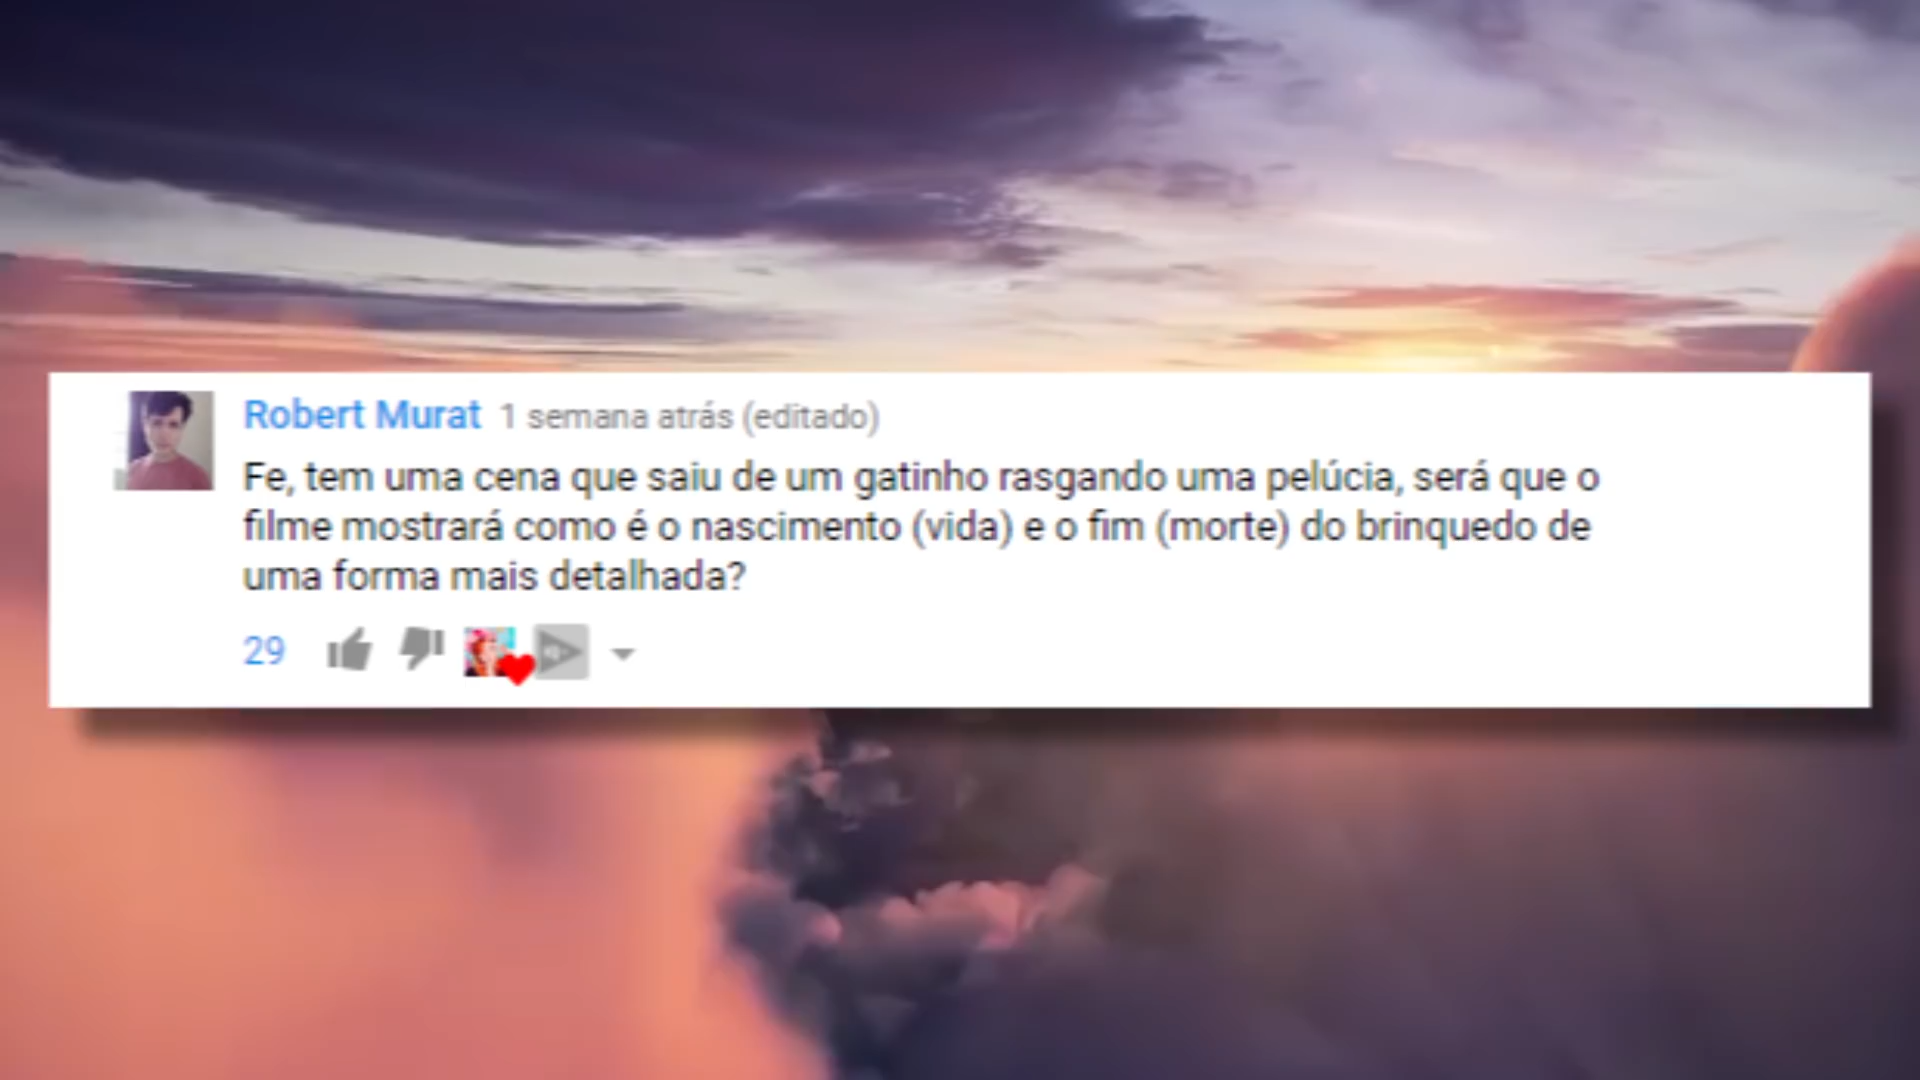 Robert Murat 1 semana atrás (editado)
Fe, tem uma cena que saiu de um gatinho rasgando uma pelúcia, será que o
filme mostrará como é o nascimento (vida) e o fim (morte) do brinquedo de
uma forma mais detalhada?
29